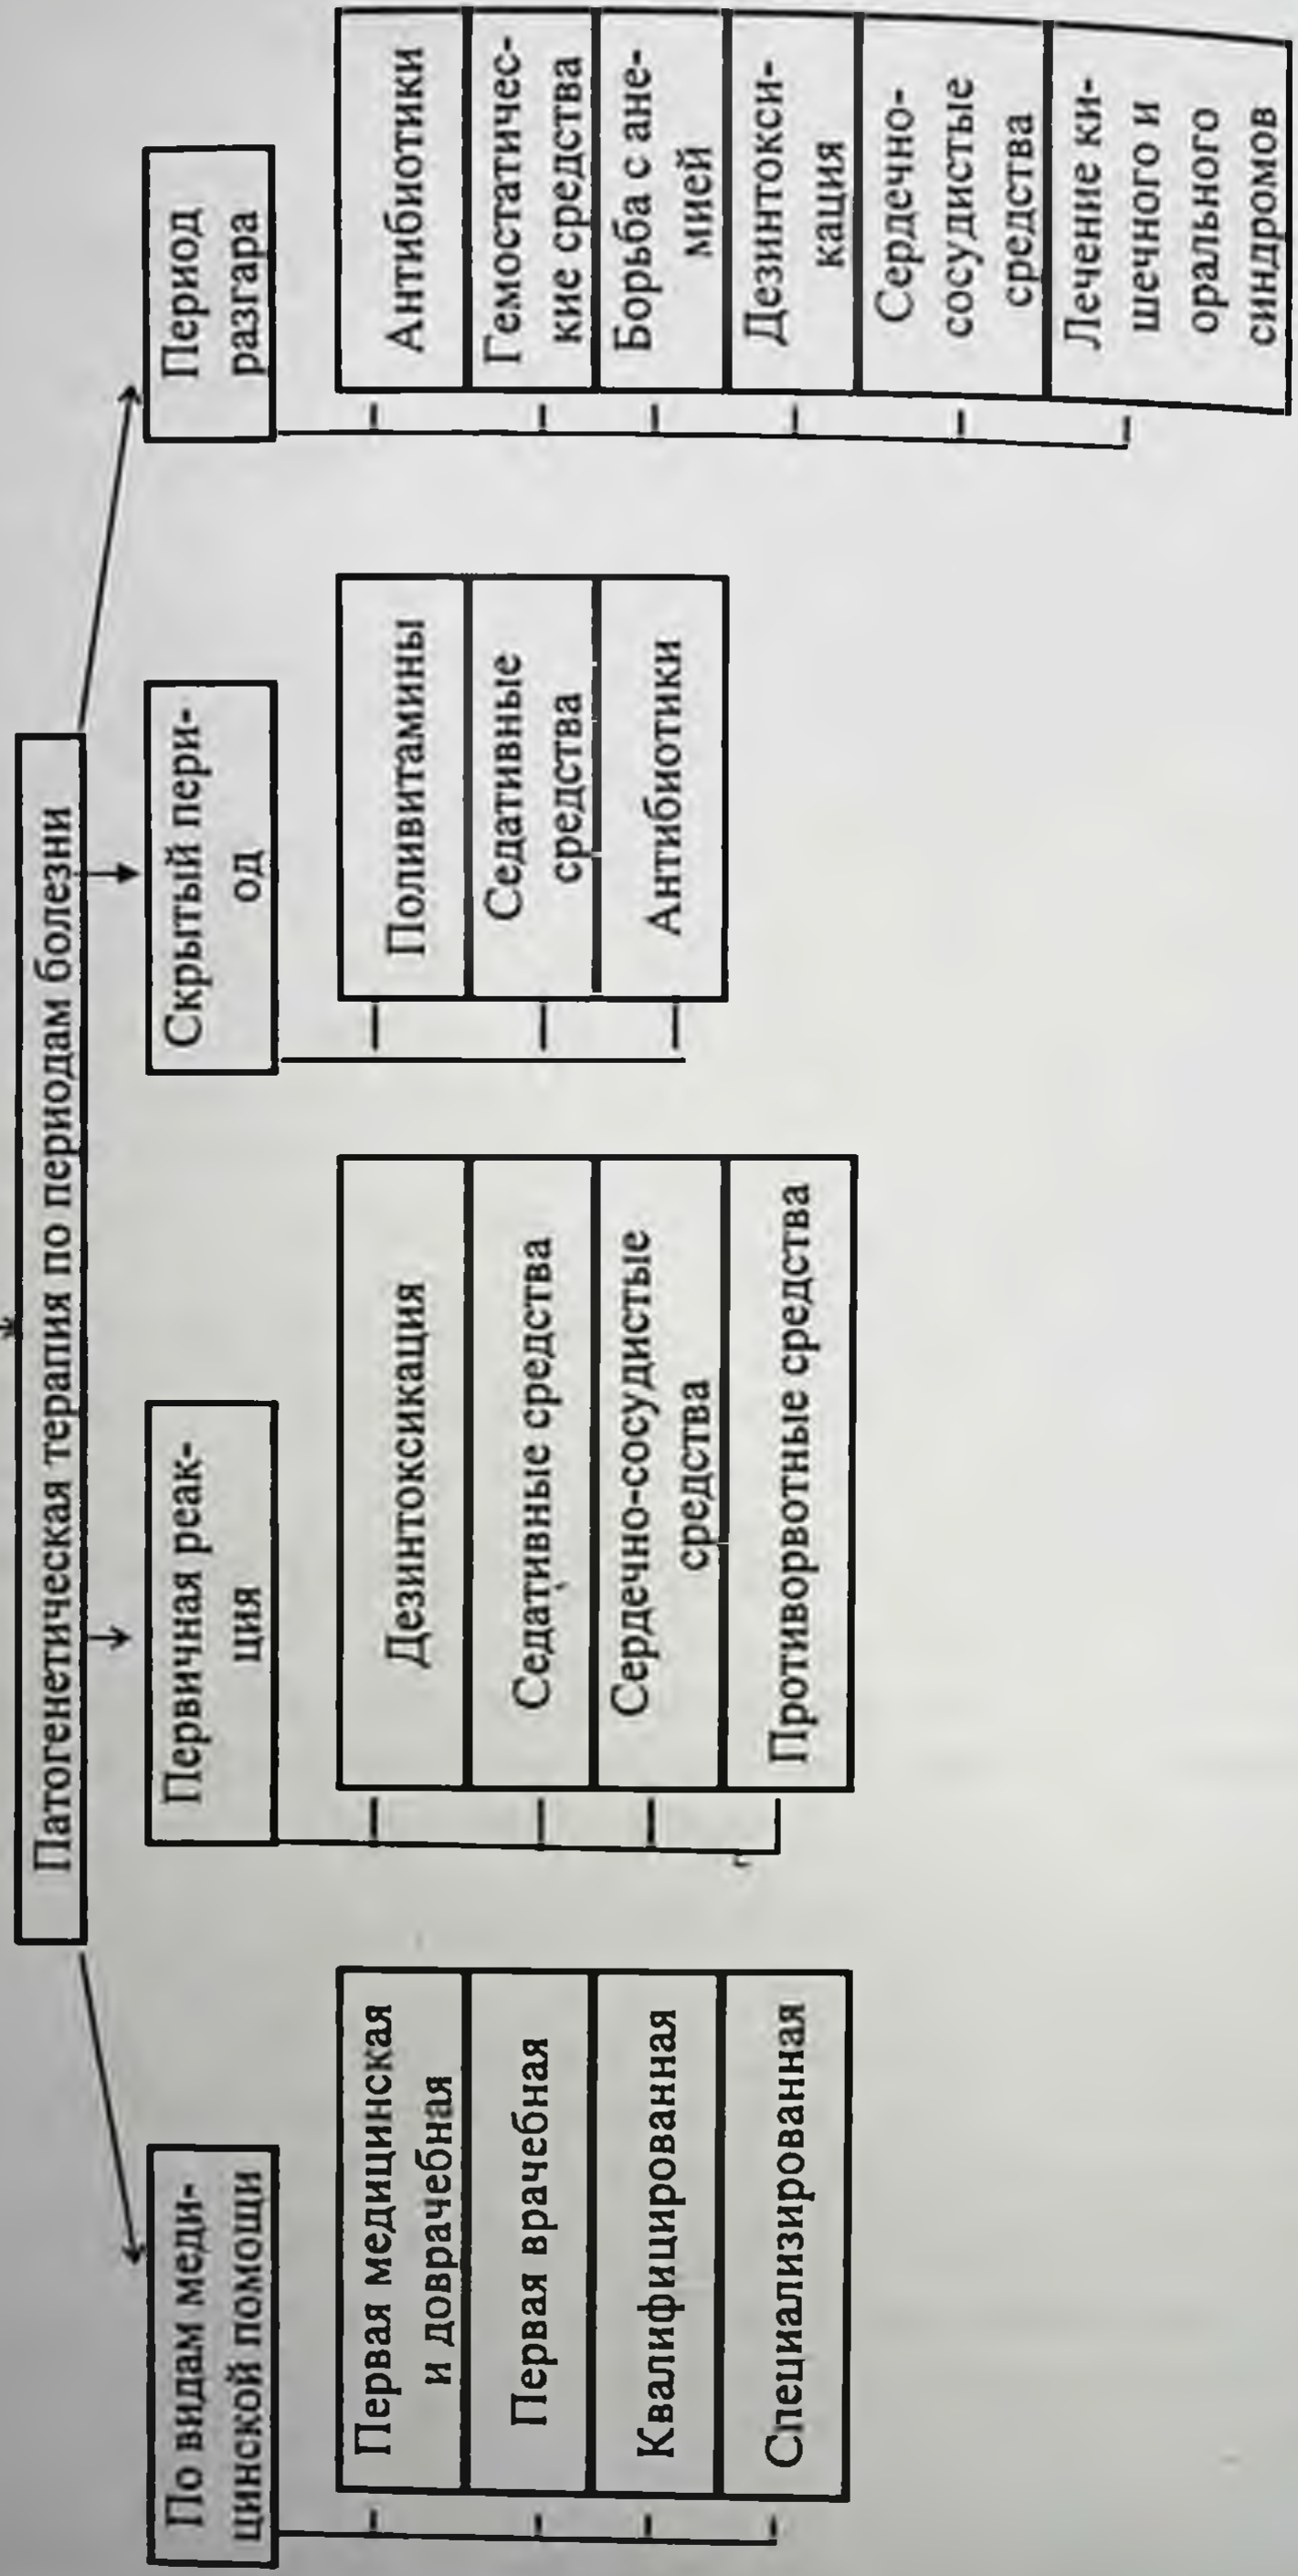 Патогенетическая терапия по периодам болезни
По видам меди-
цинской помощи
Первая медицинская
и доврачебная
Первая врачебная
Квалифицированная
Специализированная
Первичная реак-
ция
Дезинтоксикация
Седативные средства
Сердечно-сосудистые
средства
Противорвотные средства
Скрытый пери-
од
Поливитамины
Седативные
средства
Антибиотики
Период
разгара
Антибиотики
Гемостатичес-
кие средства
Борьба с ане-
мией
Дезинтокси-
кация
Сердечно-
сосудистые
средства
Лечение ки-
шечного и
орального
синдромов